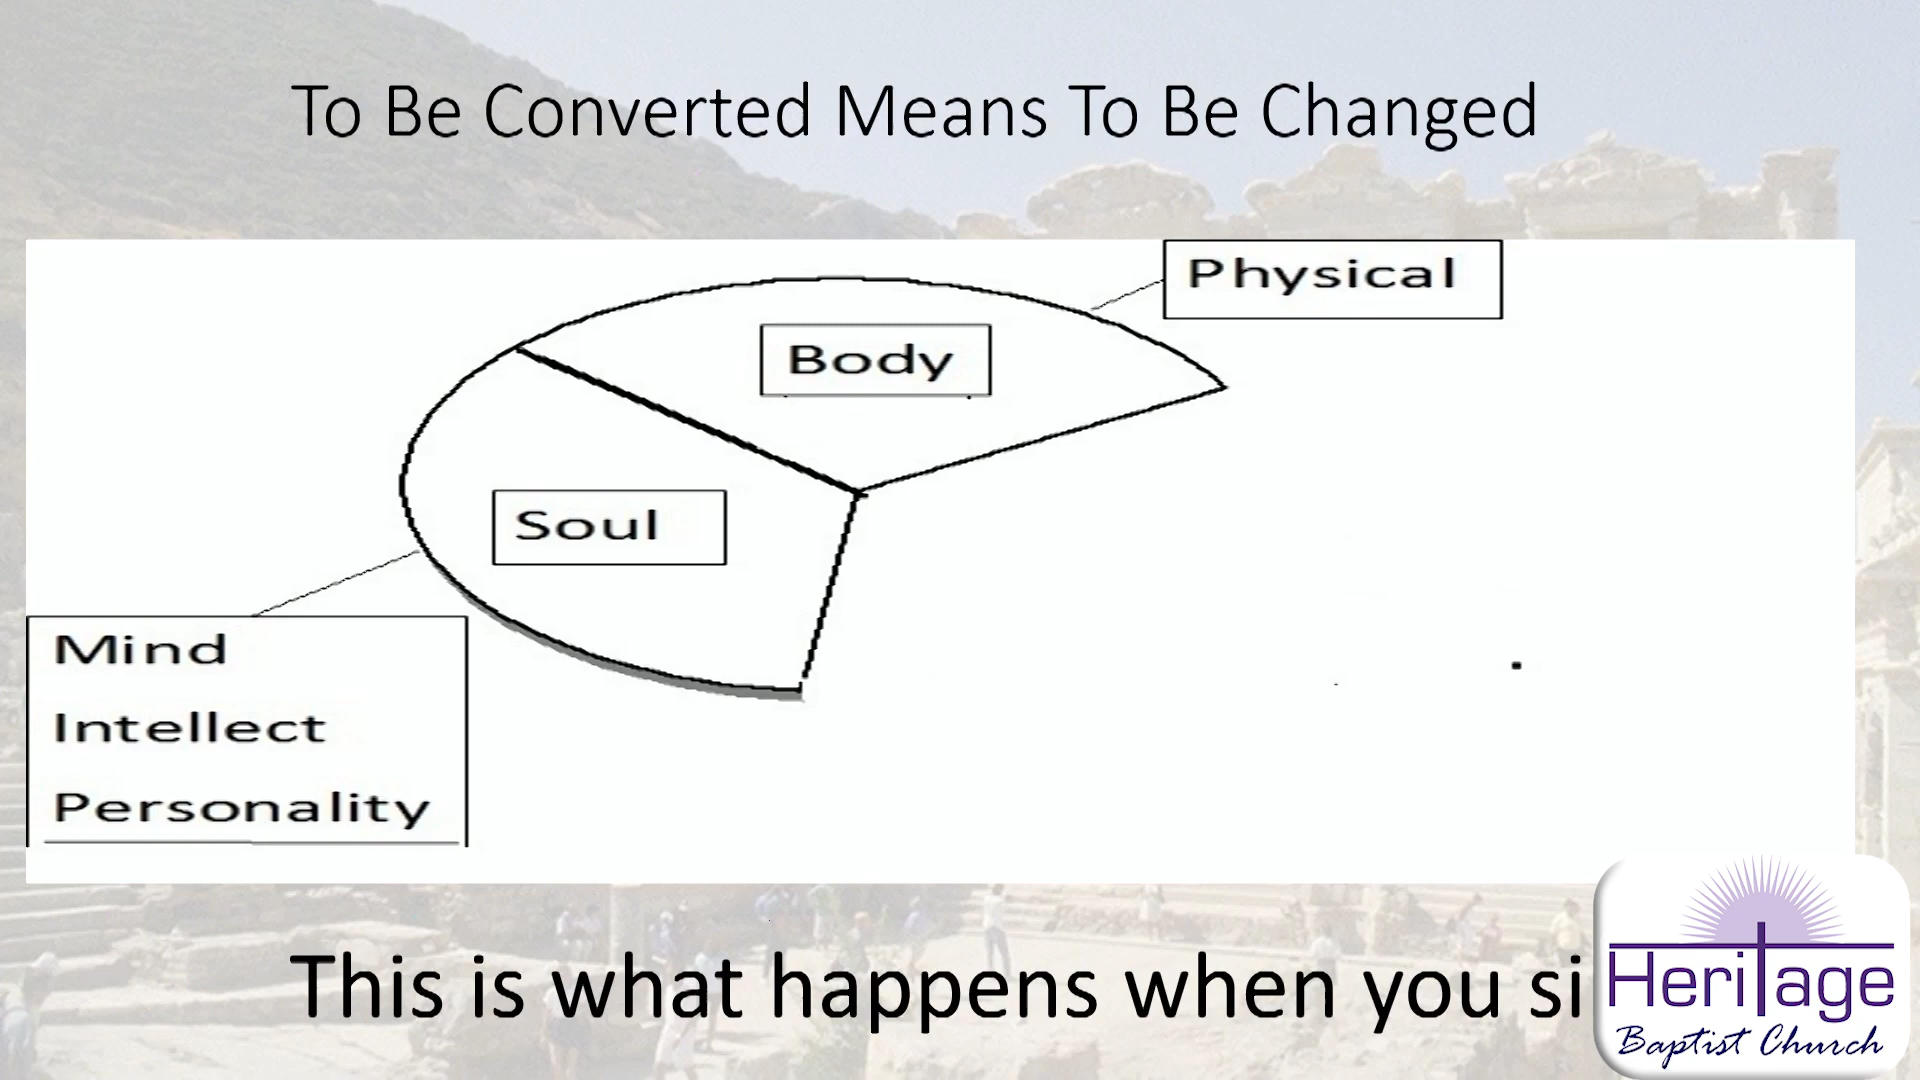 To Be Converted Means To Be Changed
Physical
Body
Soul
Mind
Intellect
Personality
This is what happens when you si
Heritage
Baptist Church